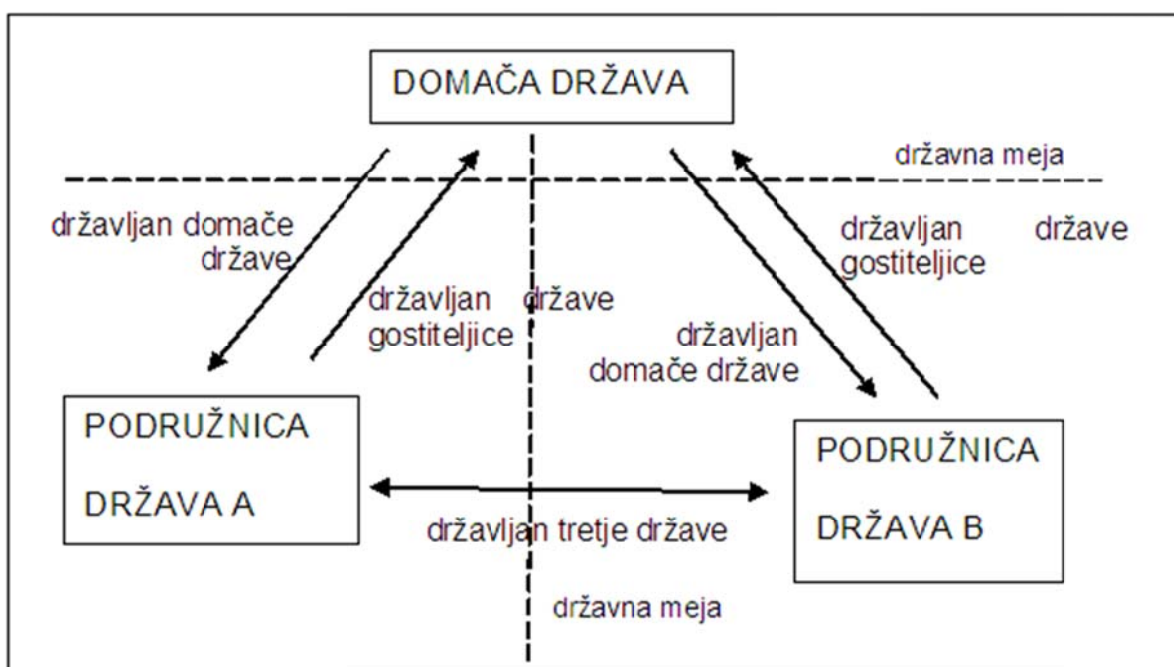 DOMAČA DRŽAVA
državna meja
državljan domače
države
državljan države
gostiteljice
državljan države
gostiteljice
državljan
domače države
PODRUŽNICA
DRŽAVA A
PODRUŽNICA
DRŽAVA B
državljan tretje države
državna meja